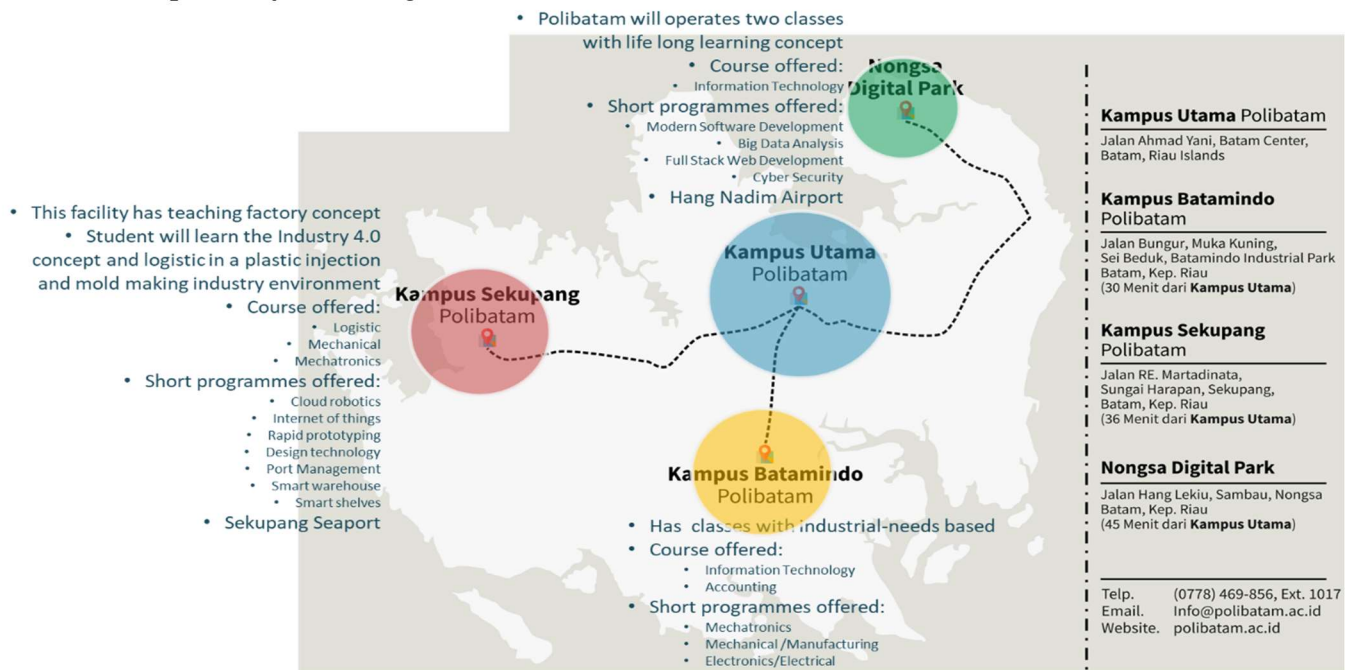 • Polibatam will operates two classes
with life long learning concept
• Course offered:
• Information Technology
• Short programmes offered:
• Modern Software Development
• Big Data Analysis
• Full Stack Web Development
• Cyber Security
• Hang Nadim Airport
Nongsa
Digital Park
• This facility has teaching factory concept
• Student will learn the Industry 4.0
concept and logistic in a plastic injection
and mold making industry environment
• Course offered:
• Logistic
• Mechanical
• Mechatronics
• Short programmes offered:
• Cloud robotics
• Internet of things
• Rapid prototyping
• Design technology
• Port Management
• Smart warehouse
• Smart shelves
• Sekupang Seaport
Kampus Sekupang
Polibatam
Kampus Utama
Polibatam
Kampus Batamindo
Polibatam
• Has classes with industrial-needs based
• Course offered:
• Information Technology
• Accounting
• Short programmes offered:
• Mechatronics
• Mechanical /Manufacturing
• Electronics/Electrical
Kampus Utama Polibatam
Jalan Ahmad Yani, Batam Center,
Batam, Riau Islands
Kampus Batamindo
Polibatam
Jalan Bungur, Muka Kuning,
Sei Beduk, Batamindo Industrial Park
Batam, Kep. Riau
(30 Menit dari Kampus Utama)
Kampus Sekupang
Polibatam
Jalan RE. Martadinata,
Sungai Harapan, Sekupang,
Batam, Kep. Riau
(36 Menit dari Kampus Utama)
Nongsa Digital Park
Jalan Hang Lekiu, Sambau, Nongsa
Batam, Kep. Riau
(45 Menit dari Kampus Utama)
Telp. (0778) 469-856, Ext. 1017
Email. Info@polibatam.ac.id
Website. polibatam.ac.id